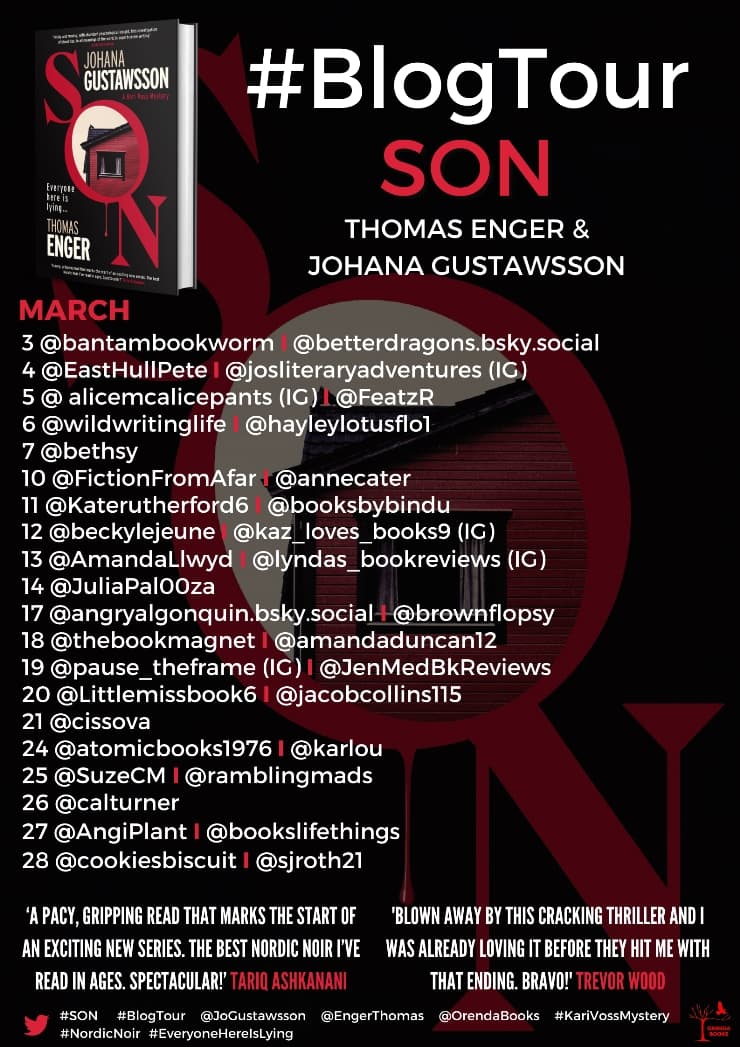 JOHANA
GUSTAWSSON
A Kari Voss Mystery
SON
Everyone
here is
lying...
THOMAS
ENGER
#BlogTour
SON
THOMAS ENGER &
JOHANA GUSTAWSSON
MARCH
3 @bantambookworm I @betterdragons.bsky.social
4 @EastHullPete I @josliteraryadventures (IG)
5 @ alicemcalicepants (IG) I @FeatzR
6 @wildwritinglife I @hayleylotusflo1
7 @bethsy
10 @FictionFromAfar I @annecater
11 @Katerutherford6 I @booksbybindu
12 @beckylejeune I @kaz_loves_books9 (IG)
13 @AmandaLlwyd I @lyndas_bookreviews (IG)
14 @JuliaPal00za
17 @angryalgonquin.bsky.social I @brownflopsy
18 @thebookmagnet I @amandaduncan12
19 @pause_theframe (IG) I @JenMedBkReviews
20 @Littlemissbook6 I @jacobcollins115
21 @cissova
24 @atomicbooks1976 I @karlou
25 @SuzeCM I @ramblingmads
26 @calturner
27 @AngiPlant I @bookslifethings
28 @cookiesbiscuit I @sjroth21
'A PACY, GRIPPING READ THAT MARKS THE START OF
AN EXCITING NEW SERIES. THE BEST NORDIC NOIR I'VE
READ IN AGES. SPECTACULAR!' TARIQ ASHKANANI
'BLOWN AWAY BY THIS CRACKING THRILLER AND I
WAS ALREADY LOVING IT BEFORE THEY HIT ME WITH
THAT ENDING. BRAVO!' TREVOR WOOD
#SON #BlogTour @JoGustawsson @EngerThomas @OrendaBooks #KariVossMystery
#NordicNoir #EveryoneHereIsLying
ORENDA
BOOKS